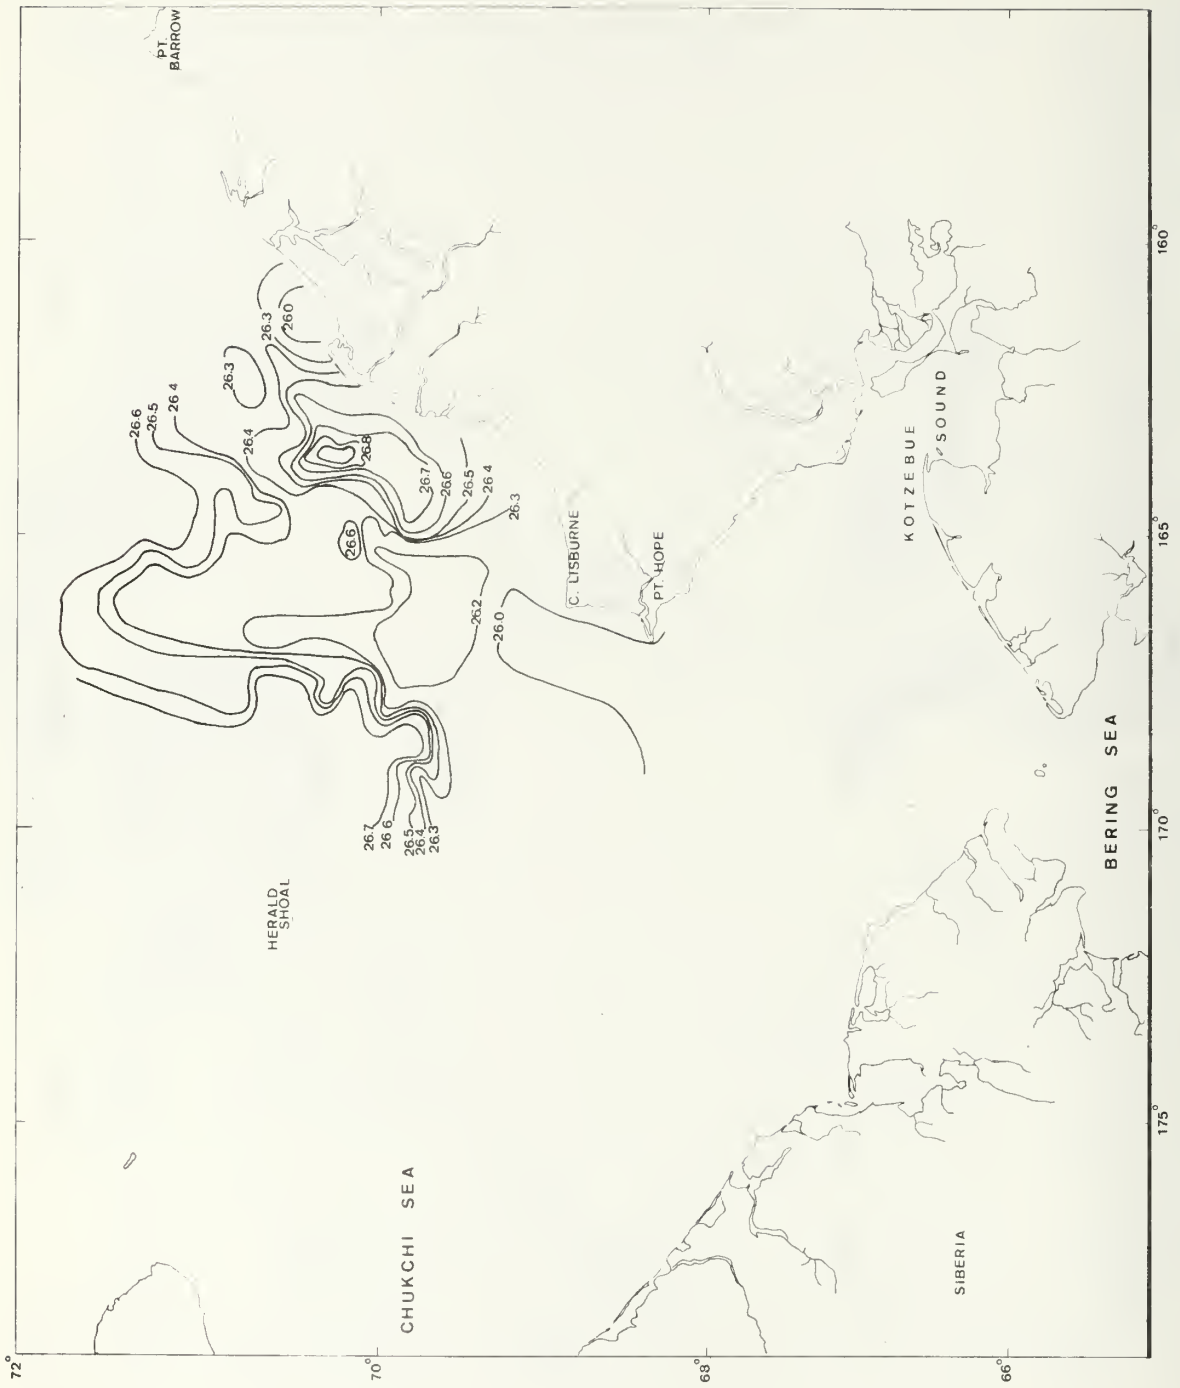 PT.
BARROW
26.6
26.5
26 4
26.3
26.3
26.0
26.4
26.8
26.7
26.6
26.5
26.4
26.3
26.6
26.2
26.0
26.7
26 6
26.5
26.4
26.3
HERALD
SHOAL
C. LISBURNE
PT. HOPE
KOTZEBUE
SOUND
BERING SEA
CHUKCHI SEA
SIBERIA
72°
70°
68°
66°
160°
165°
170°
175°